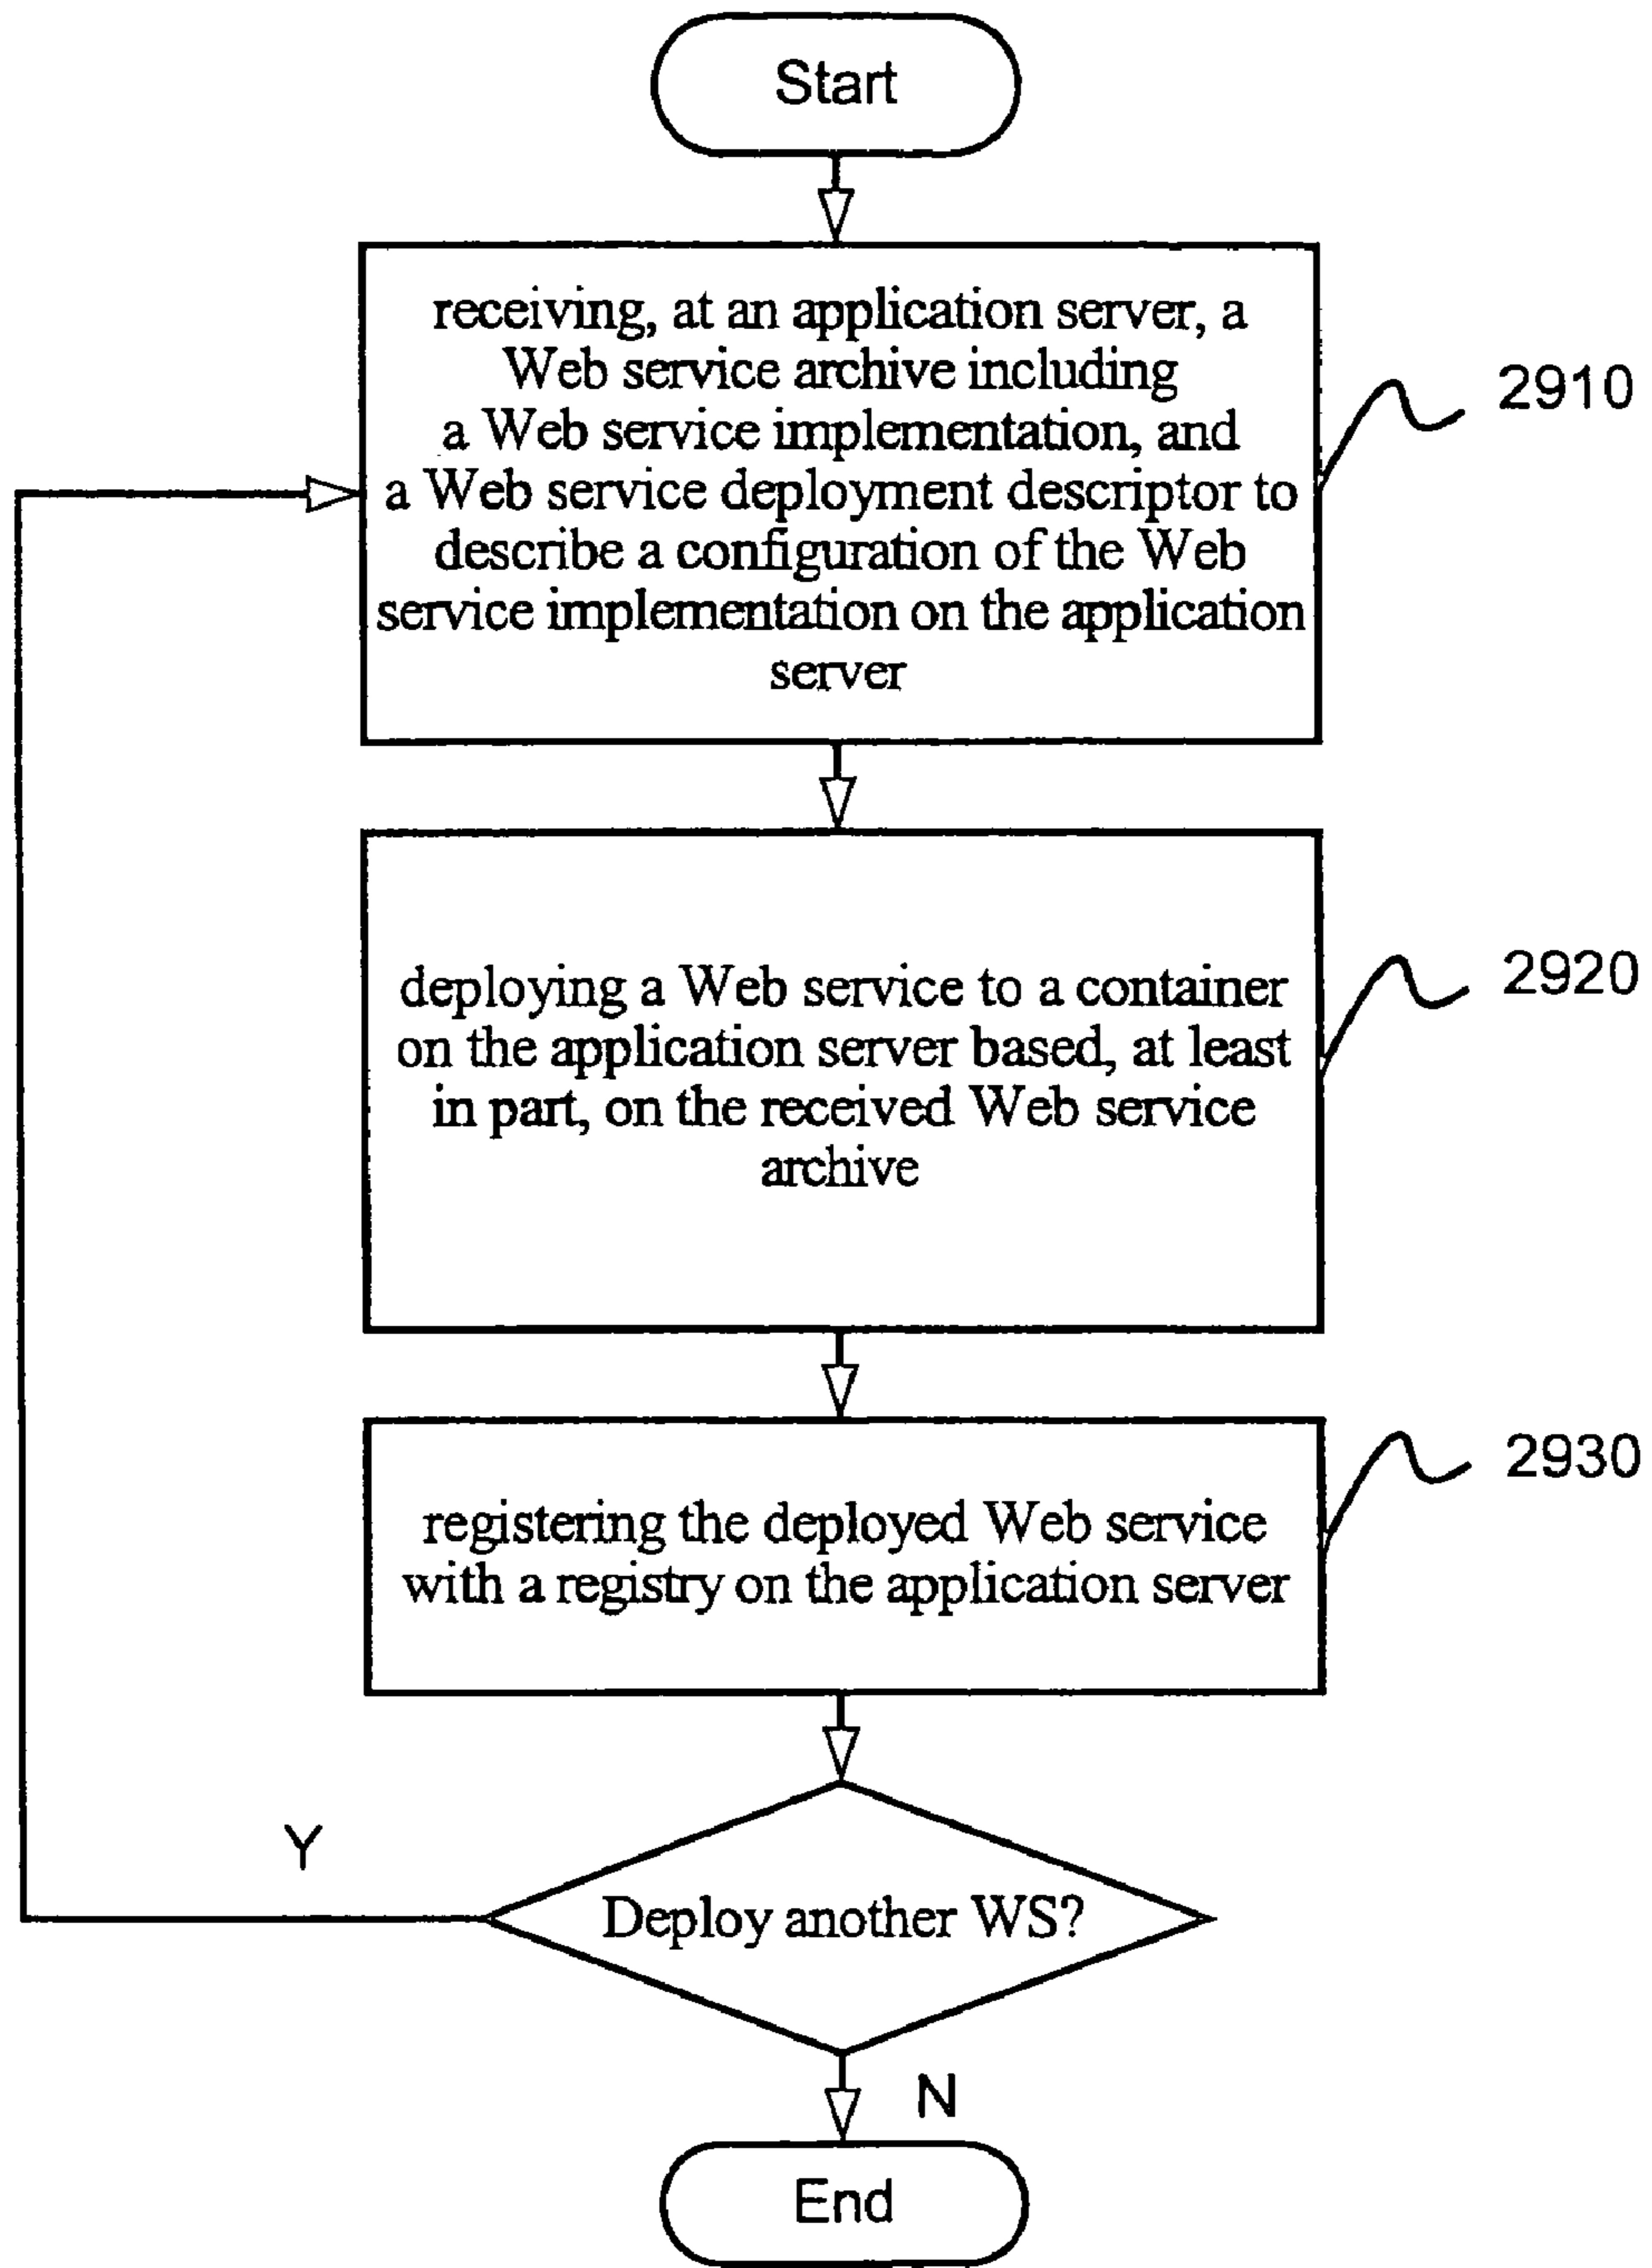 Start
receiving, at an application server, a
Web service archive including
a Web service implementation, and
a Web service deployment descriptor to
describe a configuration of the Web
service implementation on the application
server
2910
deploying a Web service to a container
on the application server based, at least
in part, on the received Web service
archive
2920
registering the deployed Web service
with a registry on the application server
2930
Deploy another WS?
Y
N
End